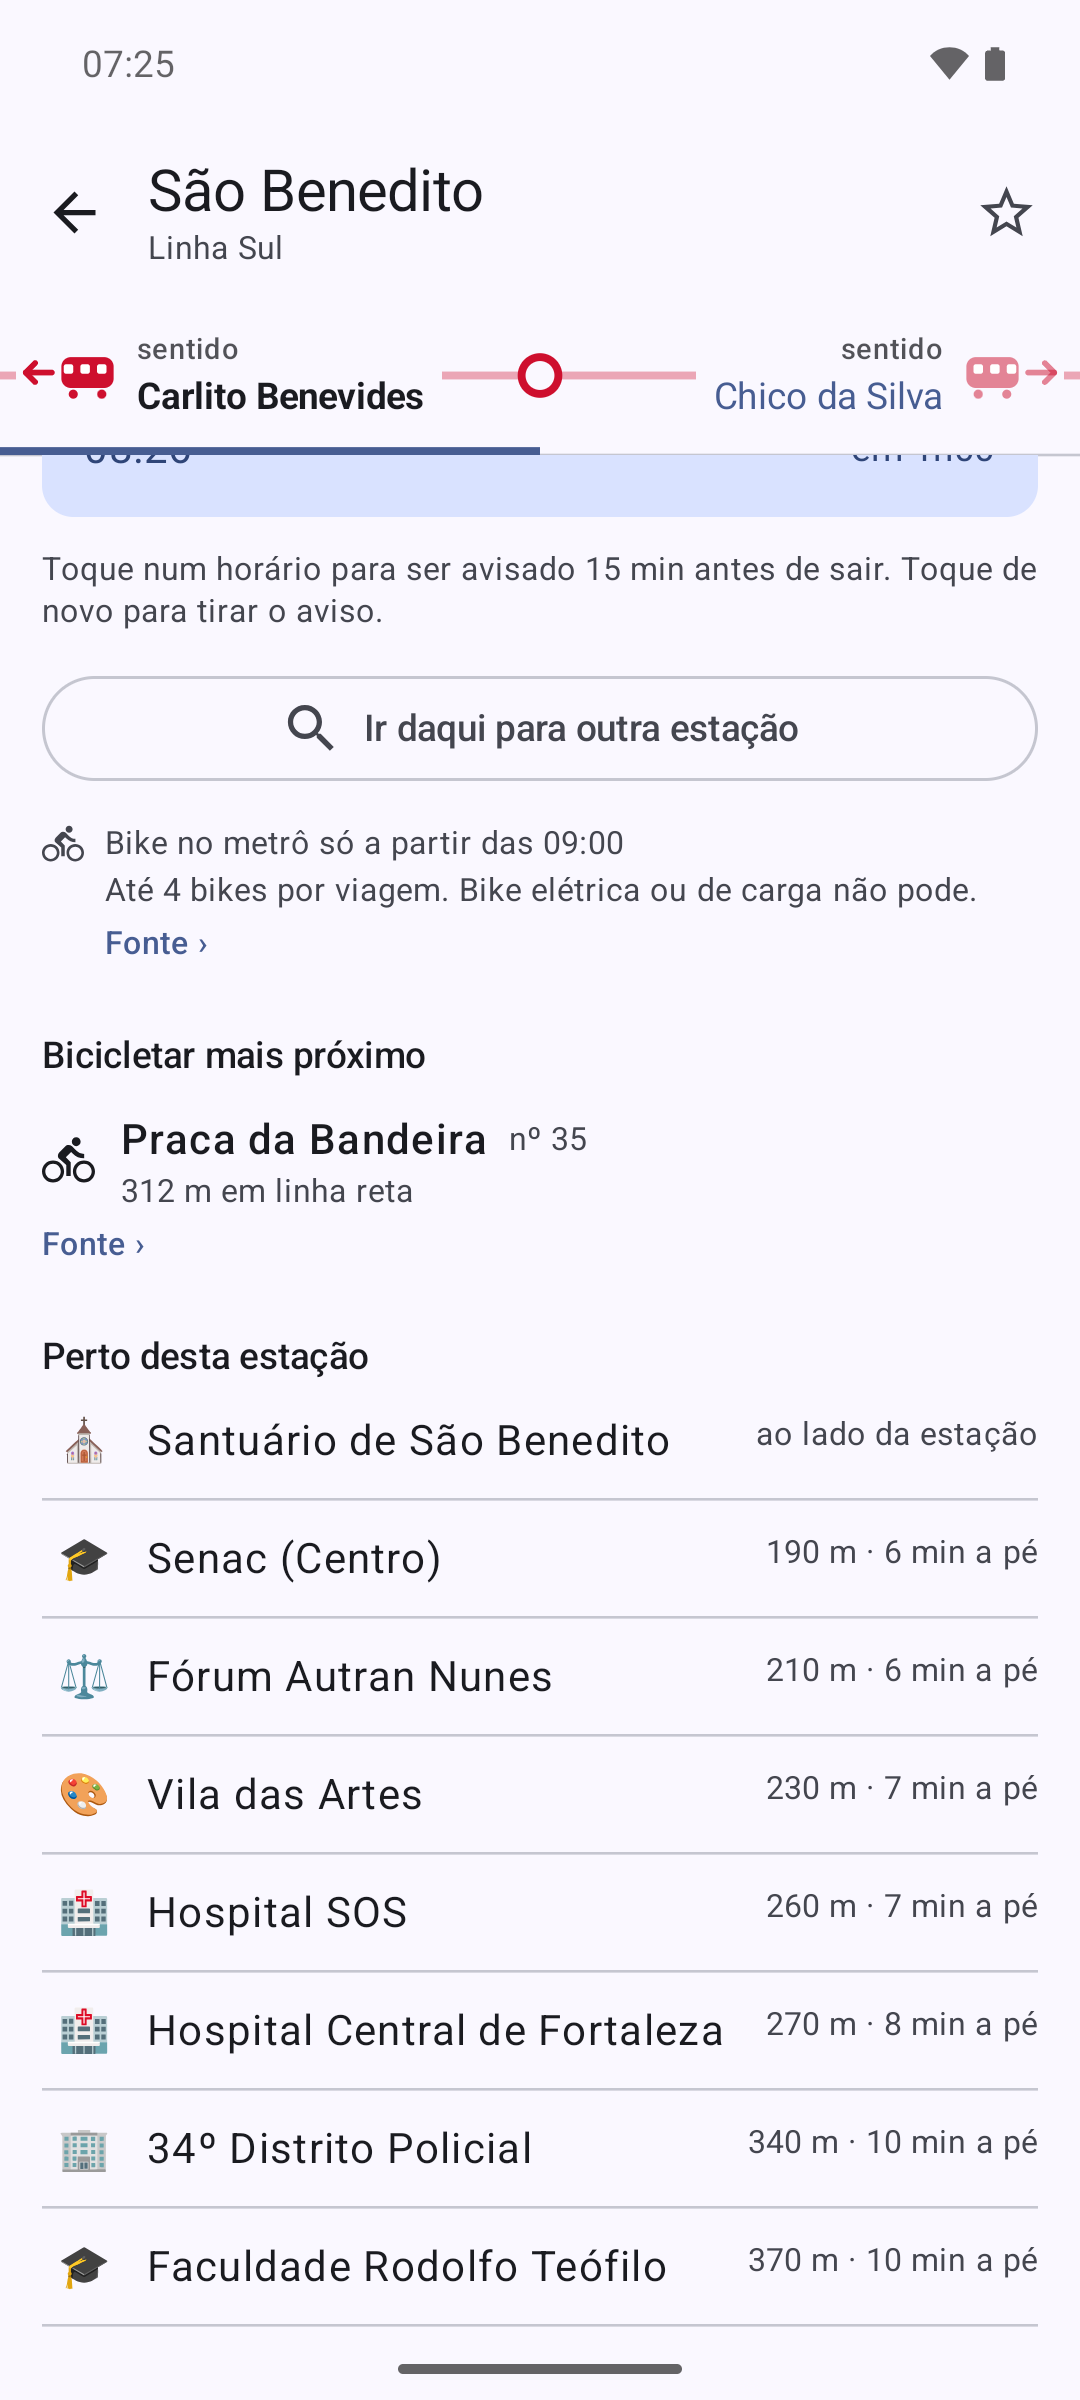 07:25
São Benedito
Linha Sul
sentido
Carlito Benevides
sentido
Chico da Silva
Toque num horário para ser avisado 15 min antes de sair. Toque de
novo para tirar o aviso.
Ir daqui para outra estação
Bike no metrô só a partir das 09:00
Até 4 bikes por viagem. Bike elétrica ou de carga não pode.
Fonte ›
Bicicletar mais próximo
Praca da Bandeira nº 35
312 m em linha reta
Fonte ›
Perto desta estação
Santuário de São Benedito ao lado da estação
Senac (Centro) 190 m · 6 min a pé
Fórum Autran Nunes 210 m · 6 min a pé
Vila das Artes 230 m · 7 min a pé
Hospital SOS 260 m · 7 min a pé
Hospital Central de Fortaleza 270 m · 8 min a pé
34º Distrito Policial 340 m · 10 min a pé
Faculdade Rodolfo Teófilo 370 m · 10 min a pé